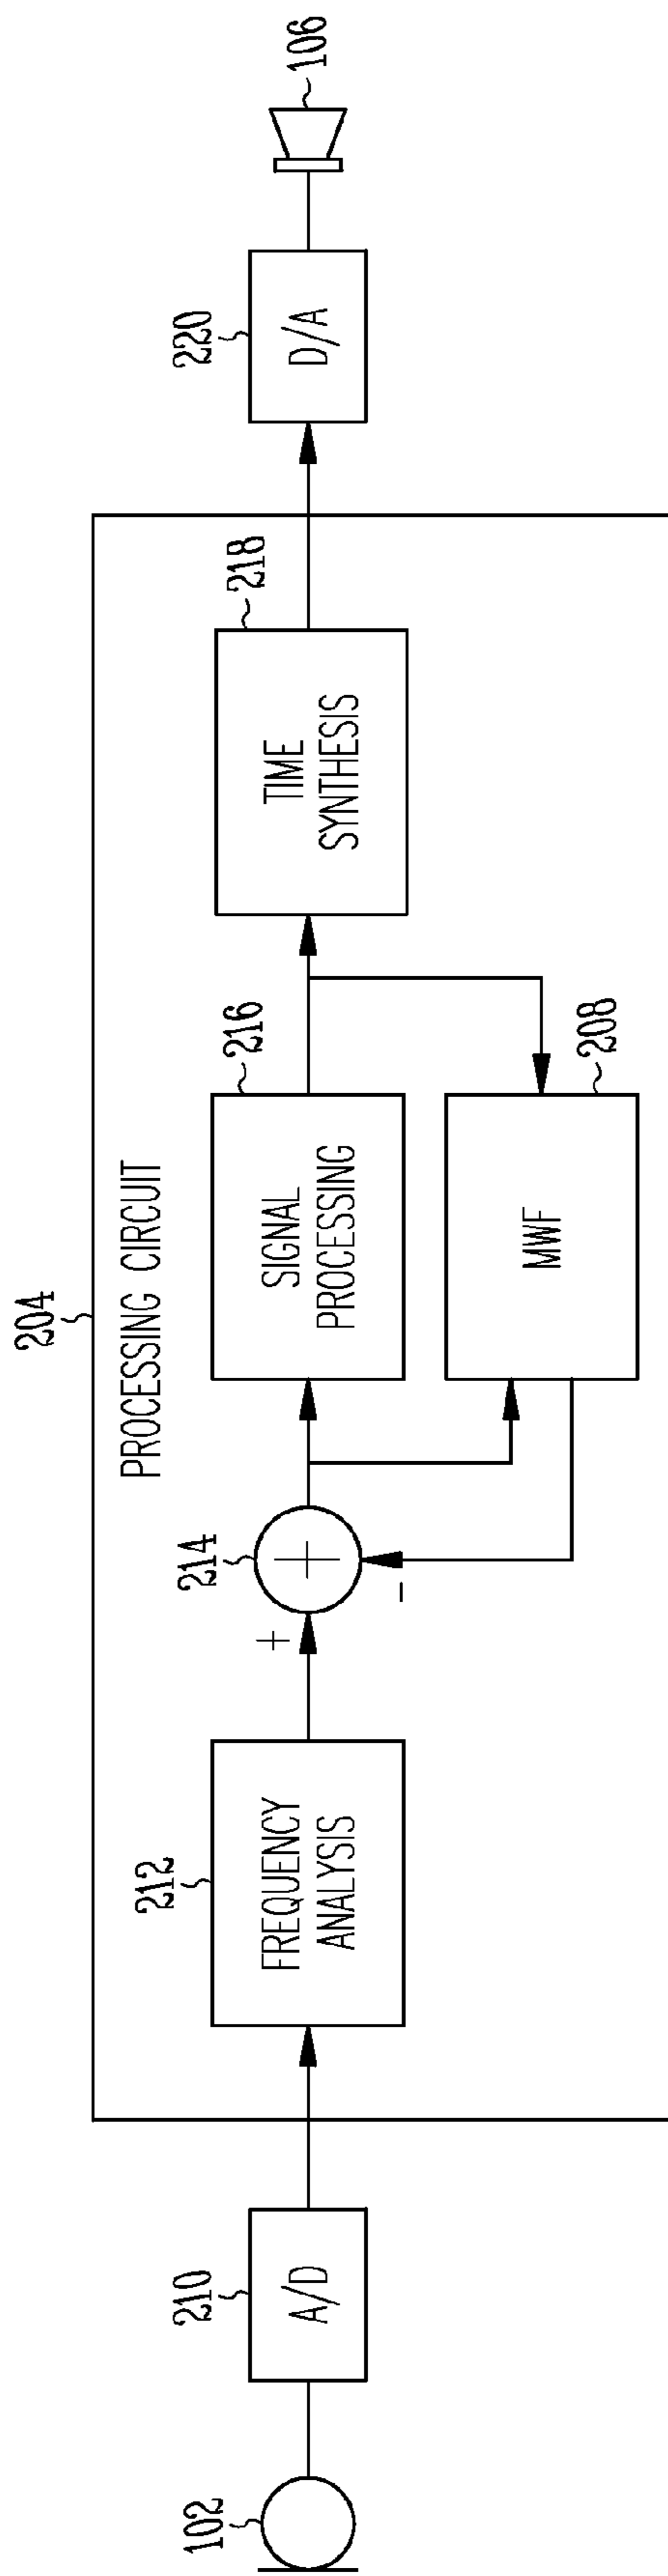 204
PROCESSING CIRCUIT
102
210
A/D
212
FREQUENCY
ANALYSIS
+
-
214
216
SIGNAL
PROCESSING
MWF
208
218
TIME
SYNTHESIS
220
D/A
106